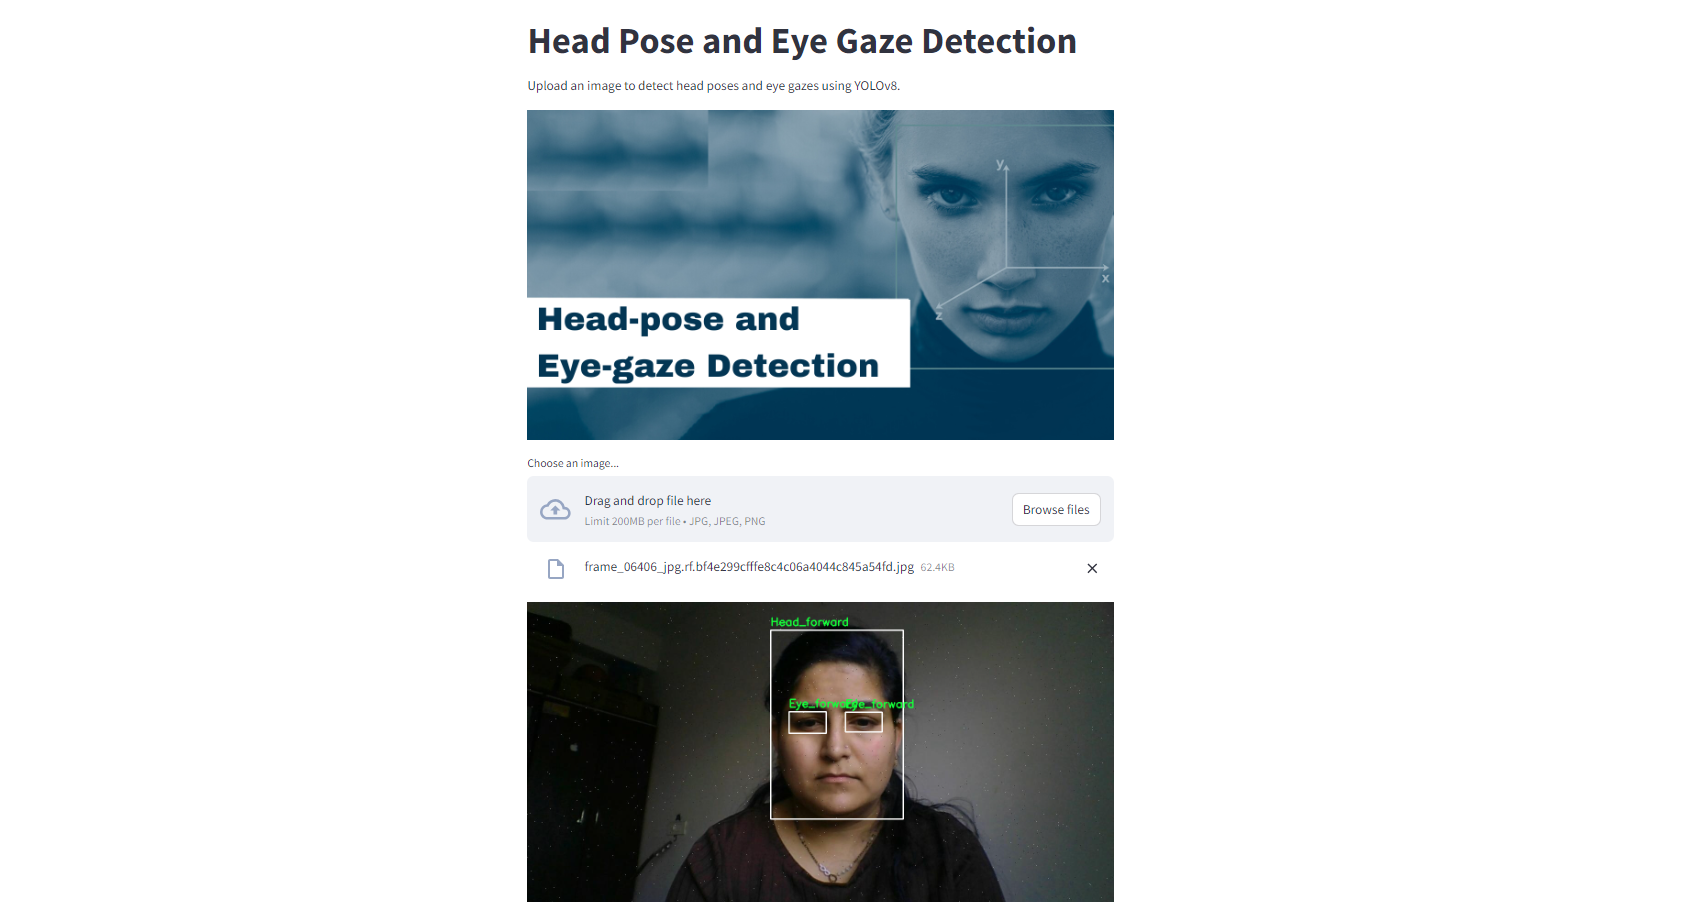 Head Pose and Eye Gaze Detection
Upload an image to detect head poses and eye gazes using YOLOv8.
y
x
z
Head-pose and
Eye-gaze Detection
Choose an image...
Drag and drop file here
Limit 200MB per file • JPG, JPEG, PNG
Browse files
frame_06406_jpg.rf.bf4e299cfffe8c4c06a4044c845a54fd.jpg 62.4KB
Head_forward
Eye_forward
Eye_forward